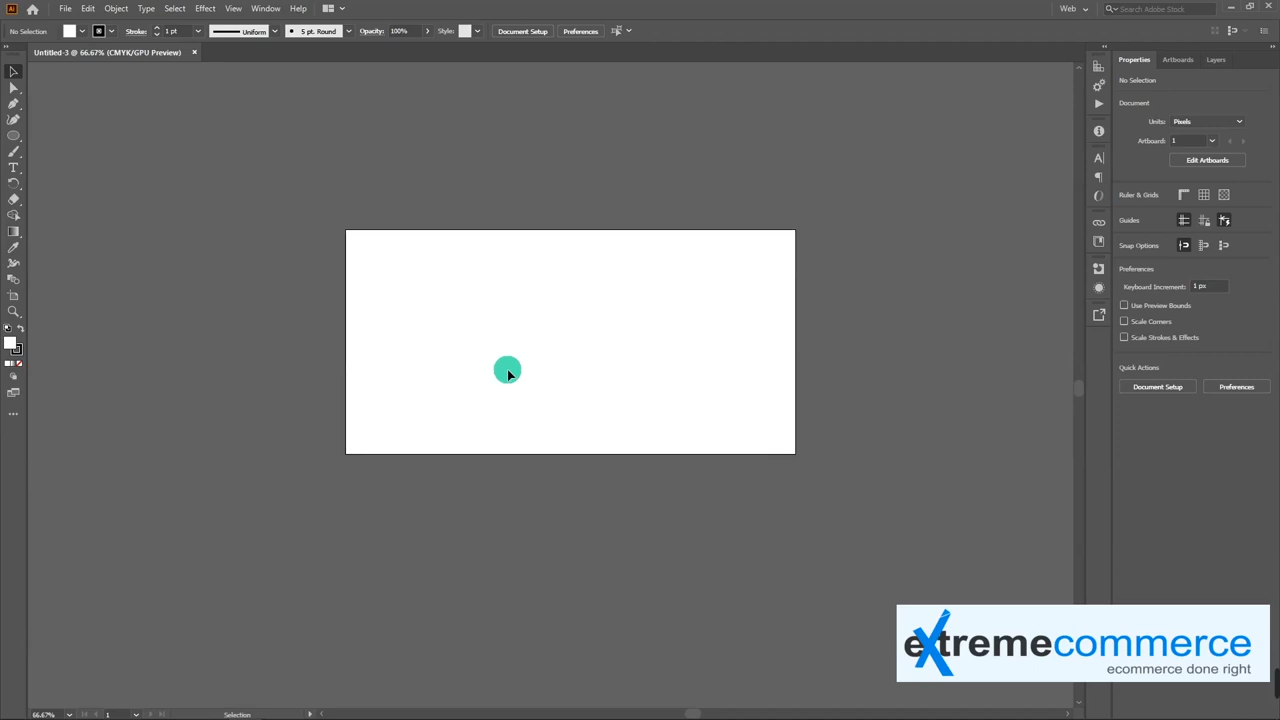 Ai File Edit Object Type Select Effect View Window Help Web Search Adobe Stock
No Selection Stroke: 1 pt Uniform 5 pt. Round Opacity: 100% Style: Document Setup Preferences
Untitled-3 @ 66.67% (CMYK/GPU Preview) ×
Properties Artboards Layers
No Selection
Document
Units: Pixels
Artboard: 1
Edit Artboards
Ruler & Grids
Guides
Snap Options
Preferences
Keyboard Increment: 1 px
Use Preview Bounds
Scale Corners
Scale Strokes & Effects
Quick Actions
Document Setup Preferences
extremecommerce
ecommerce done right
66.67% 1 Selection